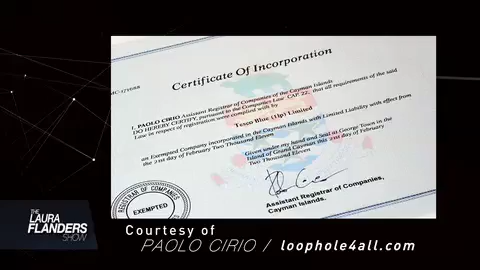 Certificate Of Incorporation
I, PAOLO CIRIO Assistant Registrar of Companies of the Cayman Islands
DO HEREBY CERTIFY, pursuant to the Companies Law CAP. 22, that all requirements of the said
Law in respect of registration were complied with by
Tesco Blue (1lp) Limited
an Exempted Company incorporated in the Cayman Islands with Limited Liability with effect from
the 21st day of February Two Thousand Eleven
Given under my hand and Seal at George Town in the
Island of Grand Cayman this 21st day of February
Two Thousand Eleven
Assistant Registrar of Companies,
Cayman Islands.
REGISTRAR OF COMPANIES
EXEMPTED
THE
LAURA
FLANDERS
SHOW
Courtesy of
PAOLO CIRIO / loophole4all.com